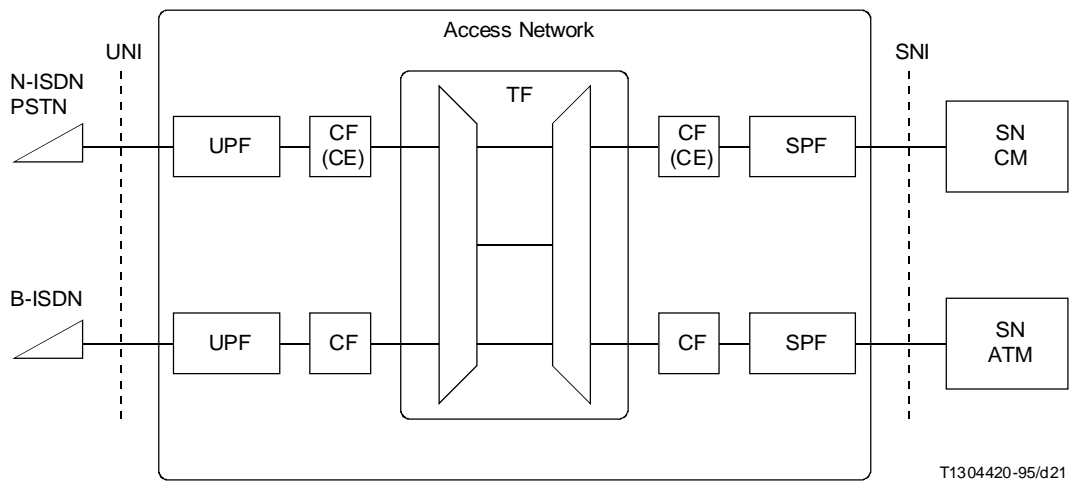 Access Network
UNI
SNI
N-ISDN
PSTN
TF
UPF
CF
(CE)
CF
(CE)
SPF
SN
CM
B-ISDN
UPF
CF
CF
SPF
SN
ATM
T1304420-95/d21